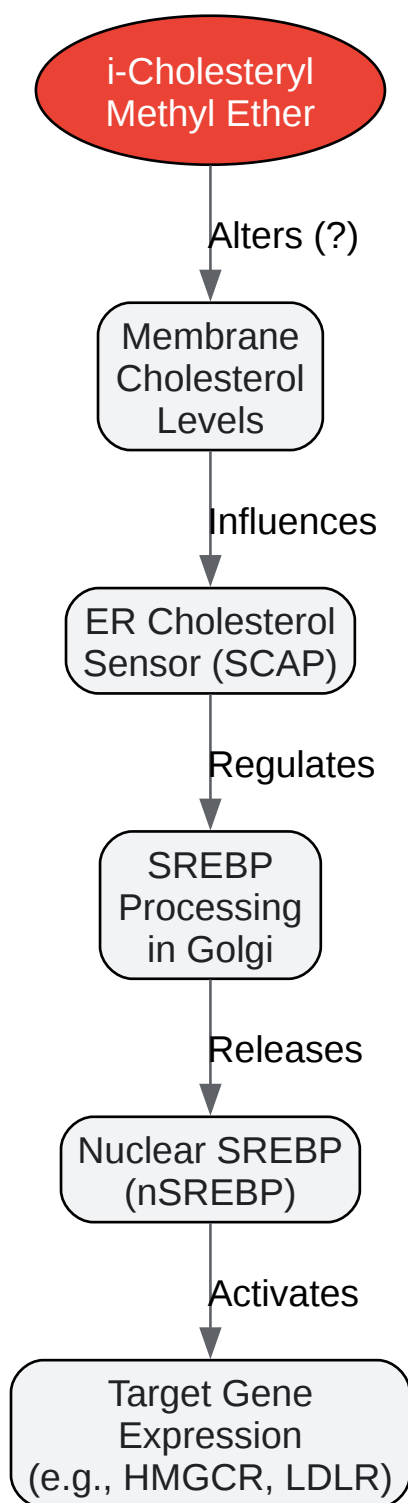 i-Cholesteryl
Methyl Ether
Alters (?)
Membrane
Cholesterol
Levels
Influences
ER Cholesterol
Sensor (SCAP)
Regulates
SREBP
Processing
in Golgi
Releases
Nuclear SREBP
(nSREBP)
Activates
Target Gene
Expression
(e.g., HMGCR, LDLR)